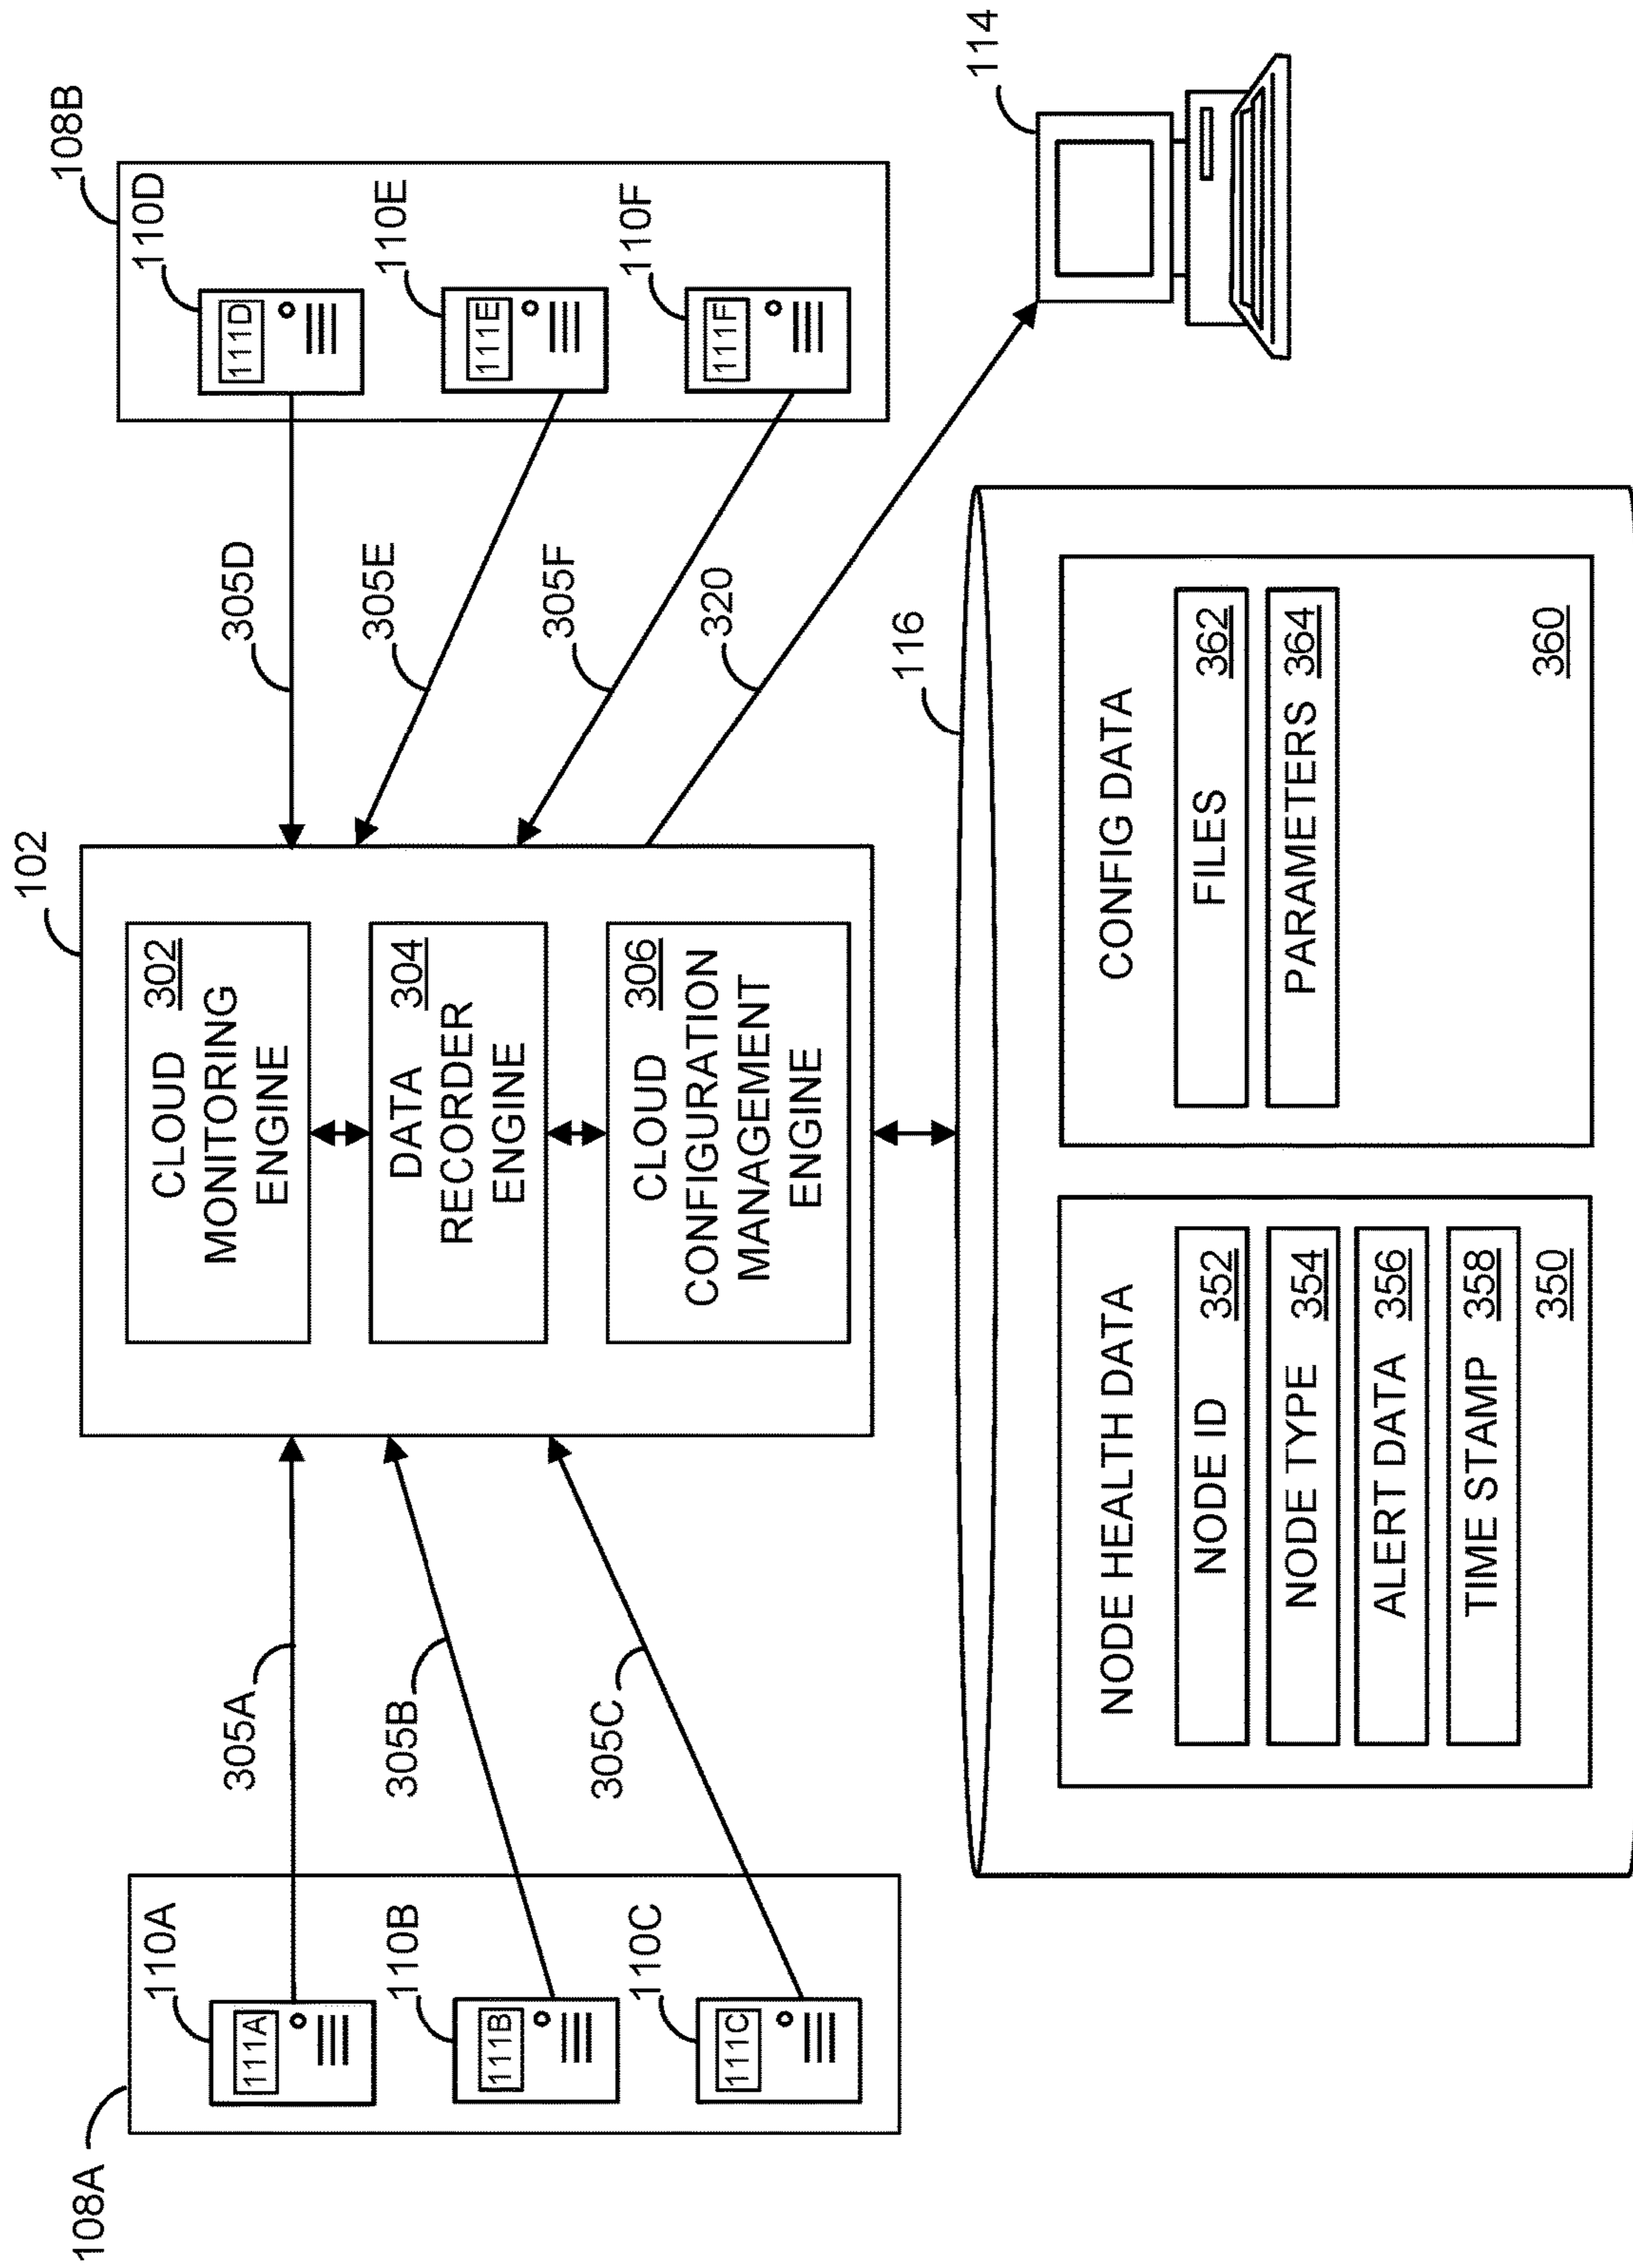 108A
110A
111A
110B
111B
110C
111C
305A
305B
305C
102
CLOUD 302
MONITORING
ENGINE
DATA 304
RECORDER
ENGINE
CLOUD 306
CONFIGURATION
MANAGEMENT
ENGINE
305D
305E
305F
320
108B
110D
111D
110E
111E
110F
111F
114
116
NODE HEALTH DATA
NODE ID 352
NODE TYPE 354
ALERT DATA 356
TIME STAMP 358
350
CONFIG DATA
FILES 362
PARAMETERS 364
360